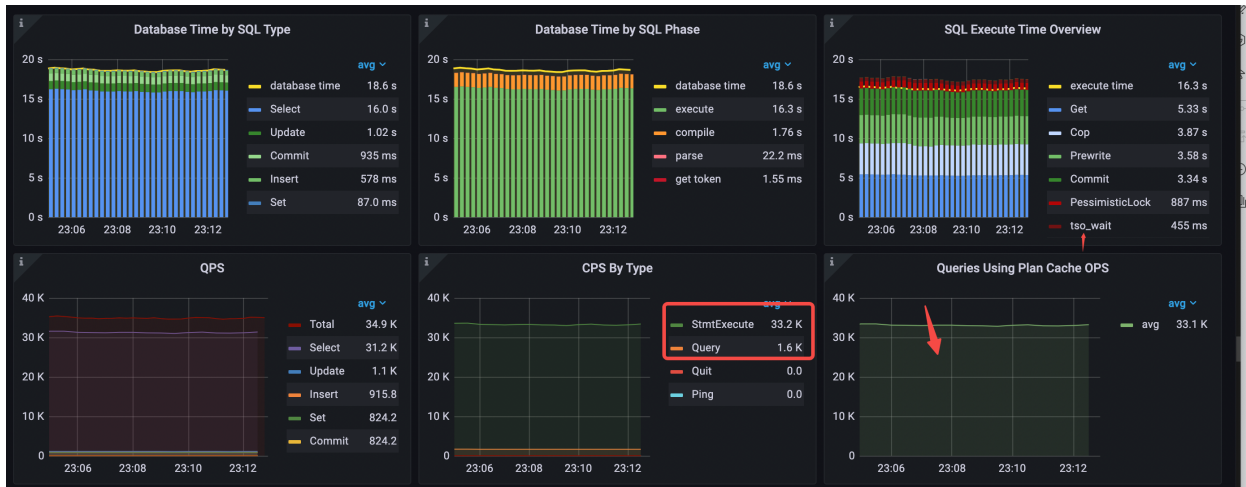 Database Time by SQL Type
20 s
15 s
10 s
5 s
0 s
23:06 23:08 23:10 23:12
avg
database time 18.6 s
Select 16.0 s
Update 1.02 s
Commit 935 ms
Insert 578 ms
Set 87.0 ms
Database Time by SQL Phase
20 s
15 s
10 s
5 s
0 s
23:06 23:08 23:10 23:12
avg
database time 18.6 s
execute 16.3 s
compile 1.76 s
parse 22.2 ms
get token 1.55 ms
SQL Execute Time Overview
20 s
15 s
10 s
5 s
0 s
23:06 23:08 23:10 23:12
avg
execute time 16.3 s
Get 5.33 s
Cop 3.87 s
Prewrite 3.58 s
Commit 3.34 s
PessimisticLock 887 ms
tso_wait 455 ms
QPS
40 K
30 K
20 K
10 K
0
23:06 23:08 23:10 23:12
avg
Total 34.9 K
Select 31.2 K
Update 1.1 K
Insert 915.8
Set 824.2
Commit 824.2
CPS By Type
40 K
30 K
20 K
10 K
0
23:06 23:08 23:10 23:12
avg
StmtExecute 33.2 K
Query 1.6 K
Quit 0.0
Ping 0.0
Queries Using Plan Cache OPS
40 K
30 K
20 K
10 K
0
23:06 23:08 23:10 23:12
avg
avg 33.1 K